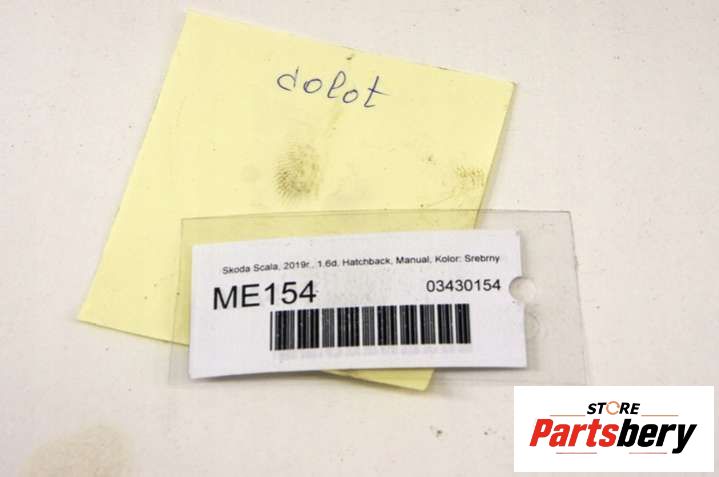 dolot
Skoda Scala, 2019r., 1.6d, Hatchback, Manual, Kolor: Srebrny
ME154
03430154
STORE
Partsbery